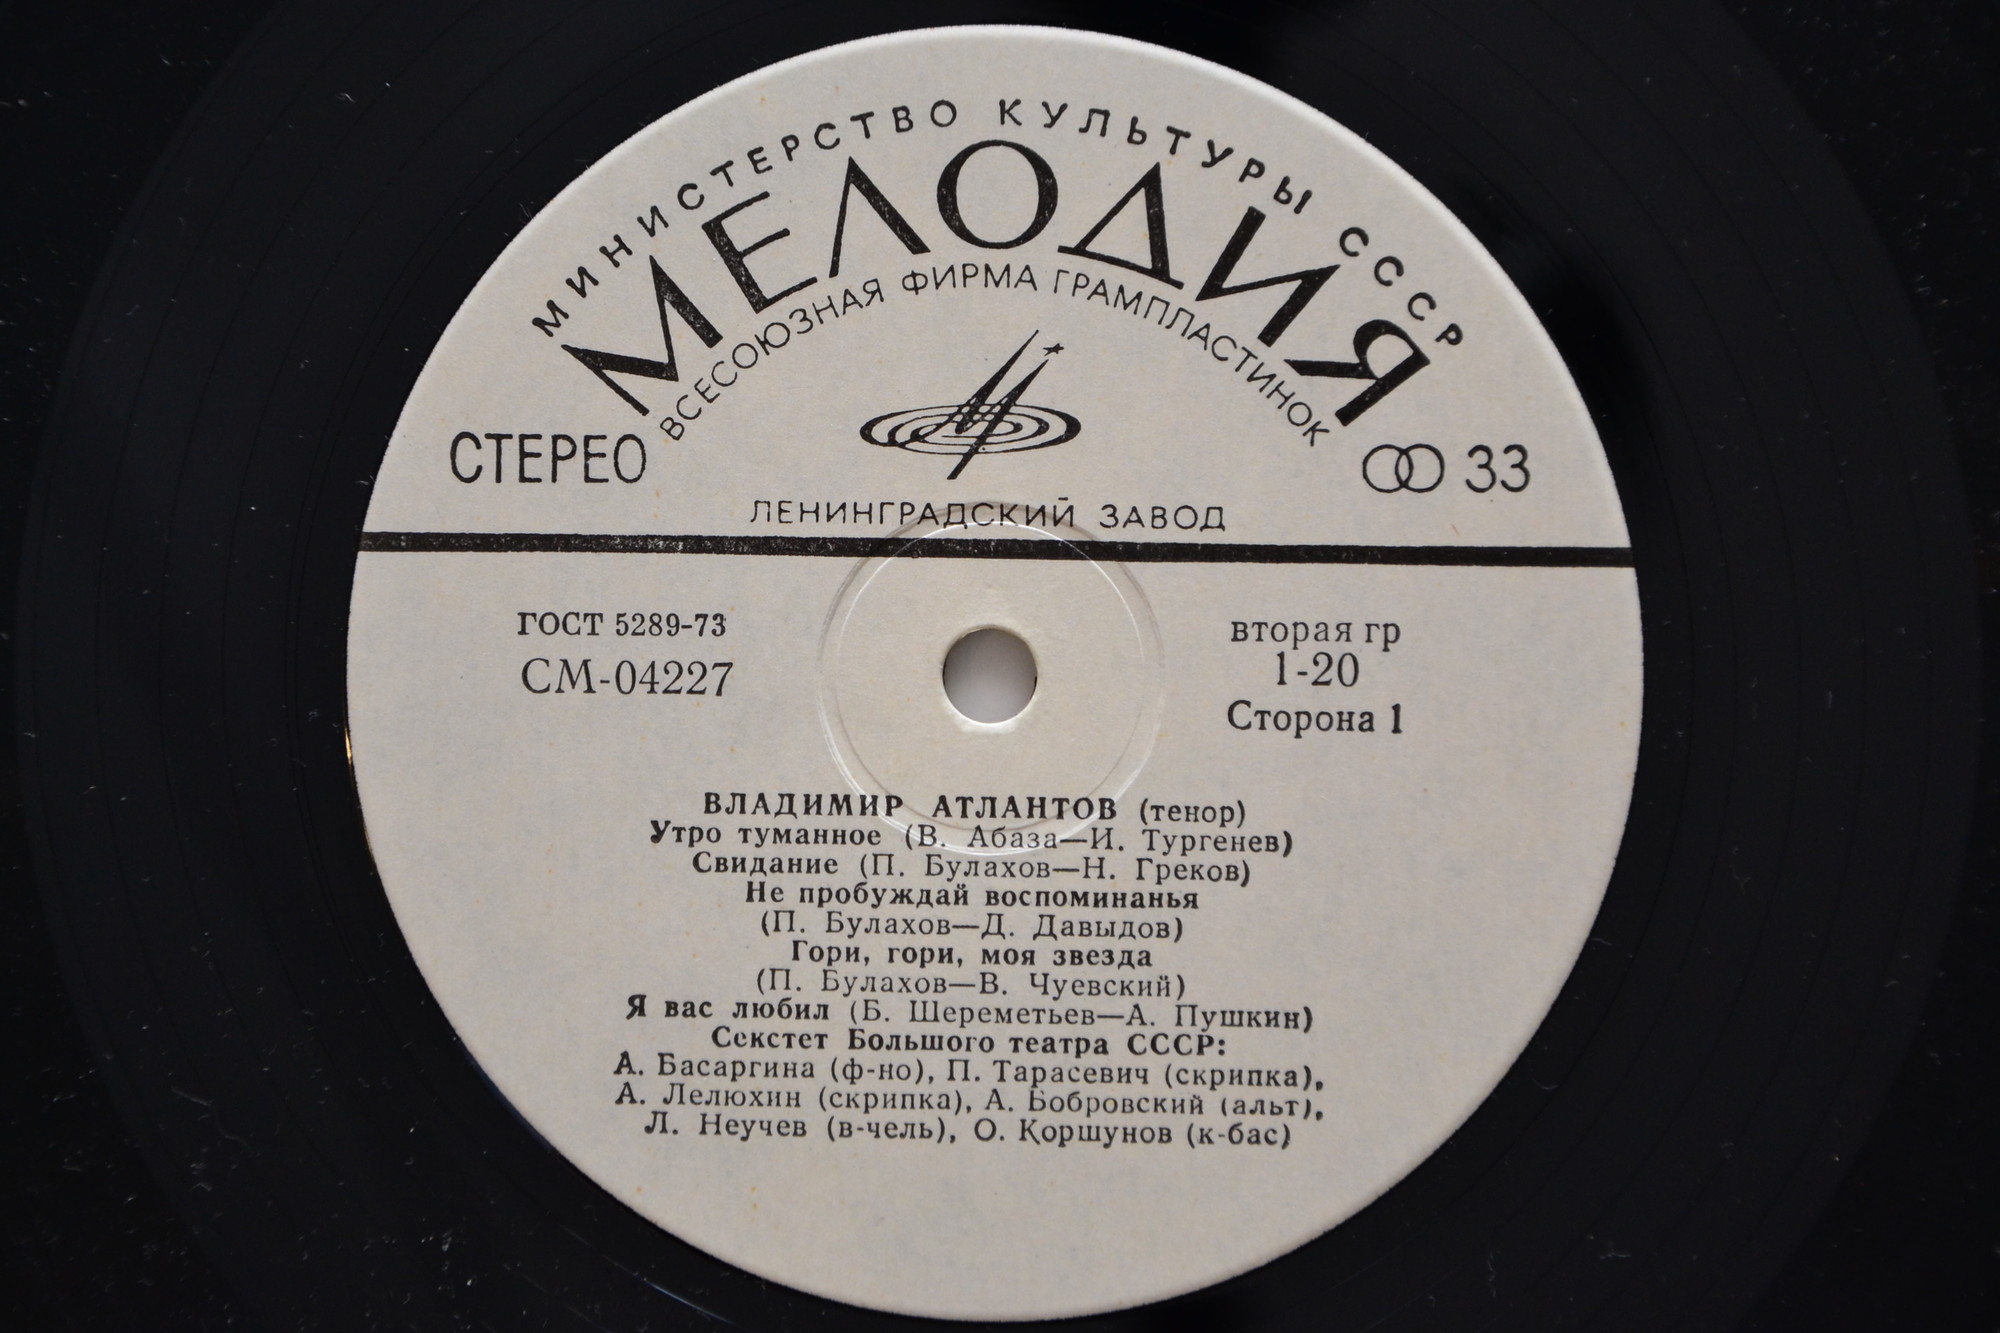 МИНИСТЕРСТВО КУЛЬТУРЫ СССР
МЕЛОДИЯ
ВСЕСОЮЗНАЯ ФИРМА ГРАМПЛАСТИНОК
СТЕРЕО
33
ЛЕНИНГРАДСКИЙ ЗАВОД
ГОСТ 5289-73
СМ-04227
вторая гр
1-20
Сторона 1
ВЛАДИМИР АТЛАНТОВ (тенор)
Утро туманное (В. Абаза—И. Тургенев)
Свидание (П. Булахов—Н. Греков)
Не пробуждай воспоминанья
(П. Булахов—Д. Давыдов)
Гори, гори, моя звезда
(П. Булахов—В. Чуевский)
Я вас любил (Б. Шереметьев—А. Пушкин)
Секстет Большого театра СССР:
А. Басаргина (ф-но), П. Тарасевич (скрипка),
А. Лелюхин (скрипка), А. Бобровский (альт),
Л. Неучев (в-чель), О. Коршунов (к-бас)